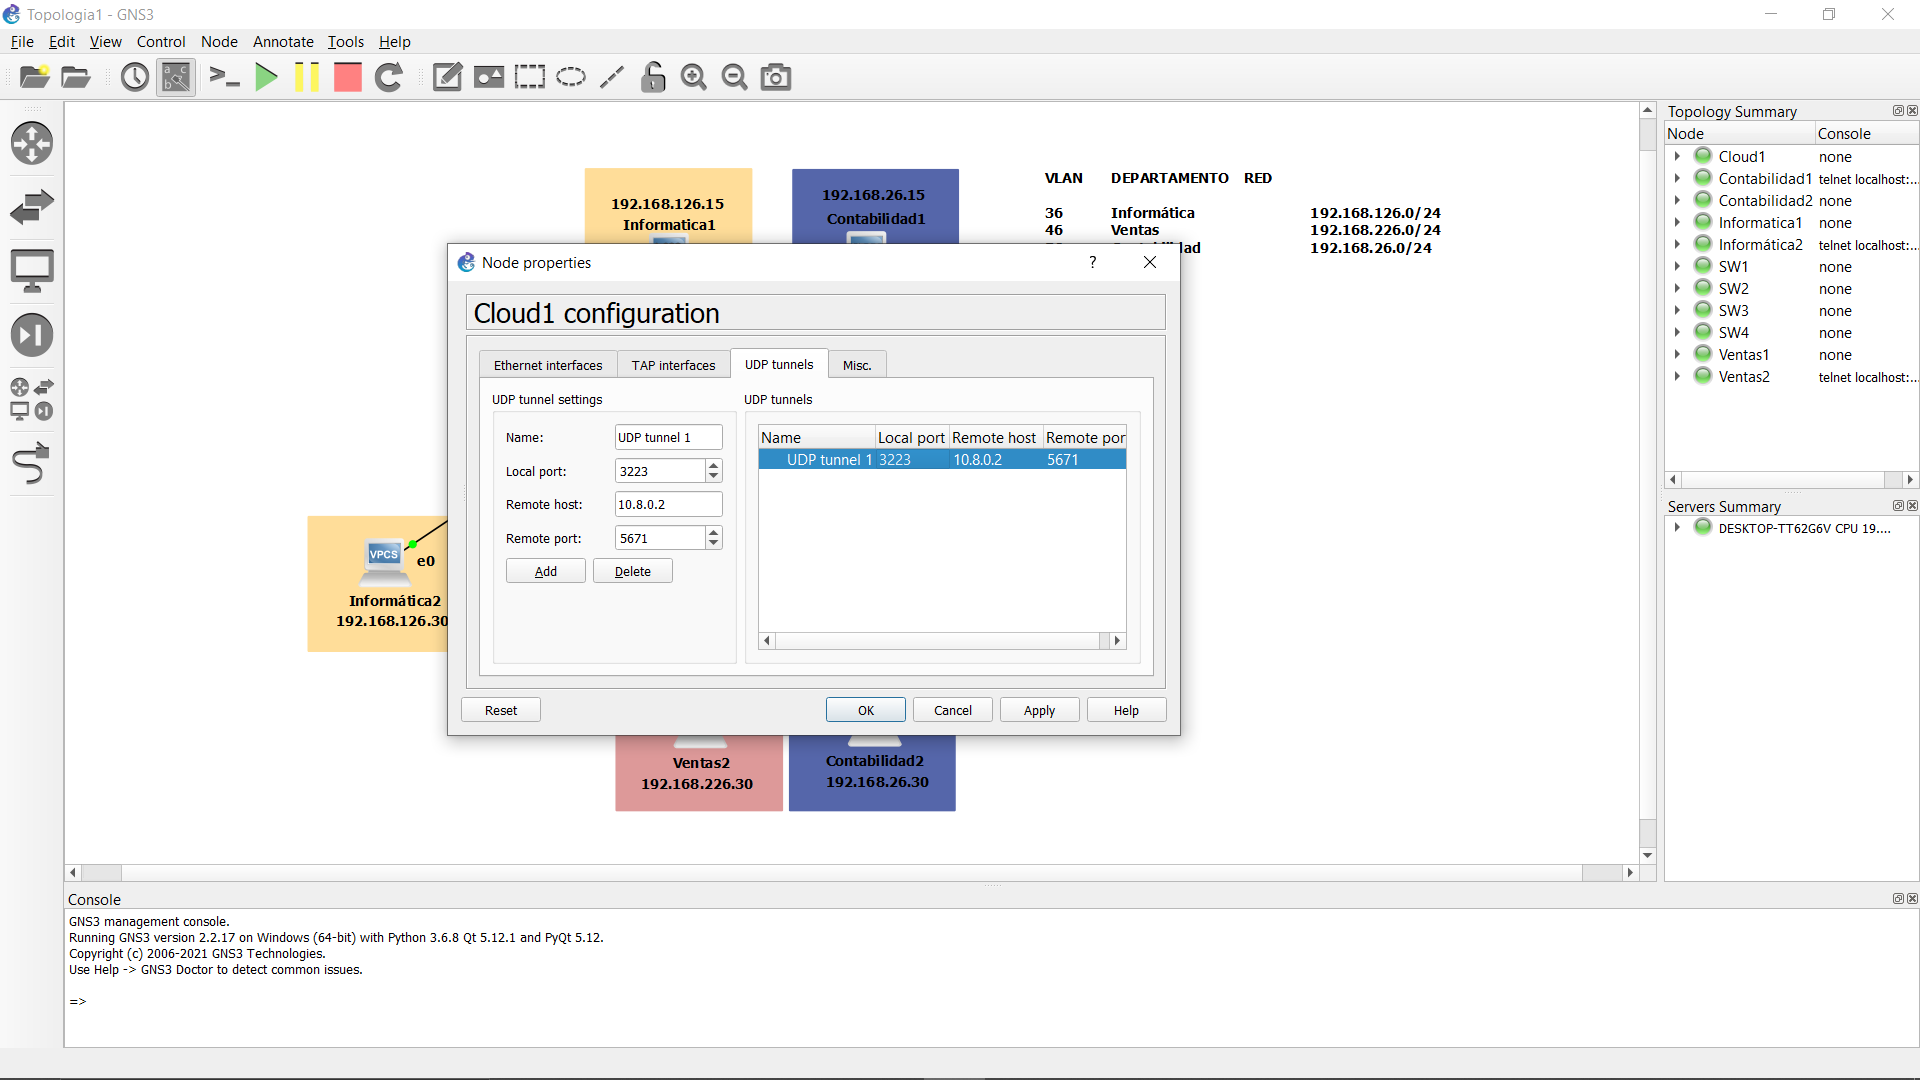 Topologia1 - GNS3
File Edit View Control Node Annotate Tools Help
192.168.126.15
Informatica1
192.168.26.15
Contabilidad1
VLAN DEPARTAMENTO RED
36 Informática 192.168.126.0/24
46 Ventas 192.168.226.0/24
lad 192.168.26.0/24
Node properties
?
Cloud1 configuration
Ethernet interfaces TAP interfaces UDP tunnels Misc.
UDP tunnel settings
Name: UDP tunnel 1
Local port: 3223
Remote host: 10.8.0.2
Remote port: 5671
Add Delete
UDP tunnels
Name Local port Remote host Remote por
UDP tunnel 1 3223 10.8.0.2 5671
Reset OK Cancel Apply Help
VPCS
e0
Informática2
192.168.126.30
Ventas2
192.168.226.30
Contabilidad2
192.168.26.30
Topology Summary
Node Console
Cloud1 none
Contabilidad1 telnet localhost:...
Contabilidad2 none
Informatica1 none
Informática2 telnet localhost:...
SW1 none
SW2 none
SW3 none
SW4 none
Ventas1 none
Ventas2 telnet localhost:...
Servers Summary
DESKTOP-TT62G6V CPU 19....
Console
GNS3 management console.
Running GNS3 version 2.2.17 on Windows (64-bit) with Python 3.6.8 Qt 5.12.1 and PyQt 5.12.
Copyright (c) 2006-2021 GNS3 Technologies.
Use Help -> GNS3 Doctor to detect common issues.
=>